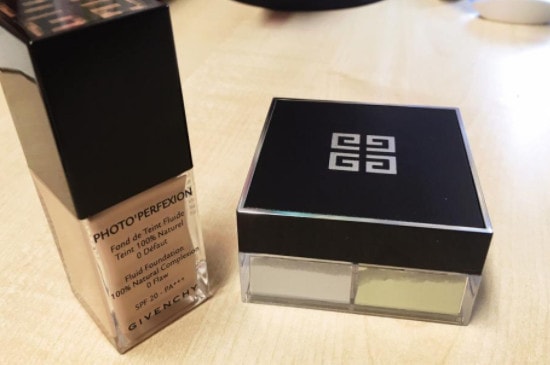 PHOTO'PERFEXION
Fond de Teint Fluide
Teint 100% Naturel
0 Défaut
Fluid Foundation
100% Natural Complexion
0 Flaw
SPF 20 - PA+++
GIVENCHY